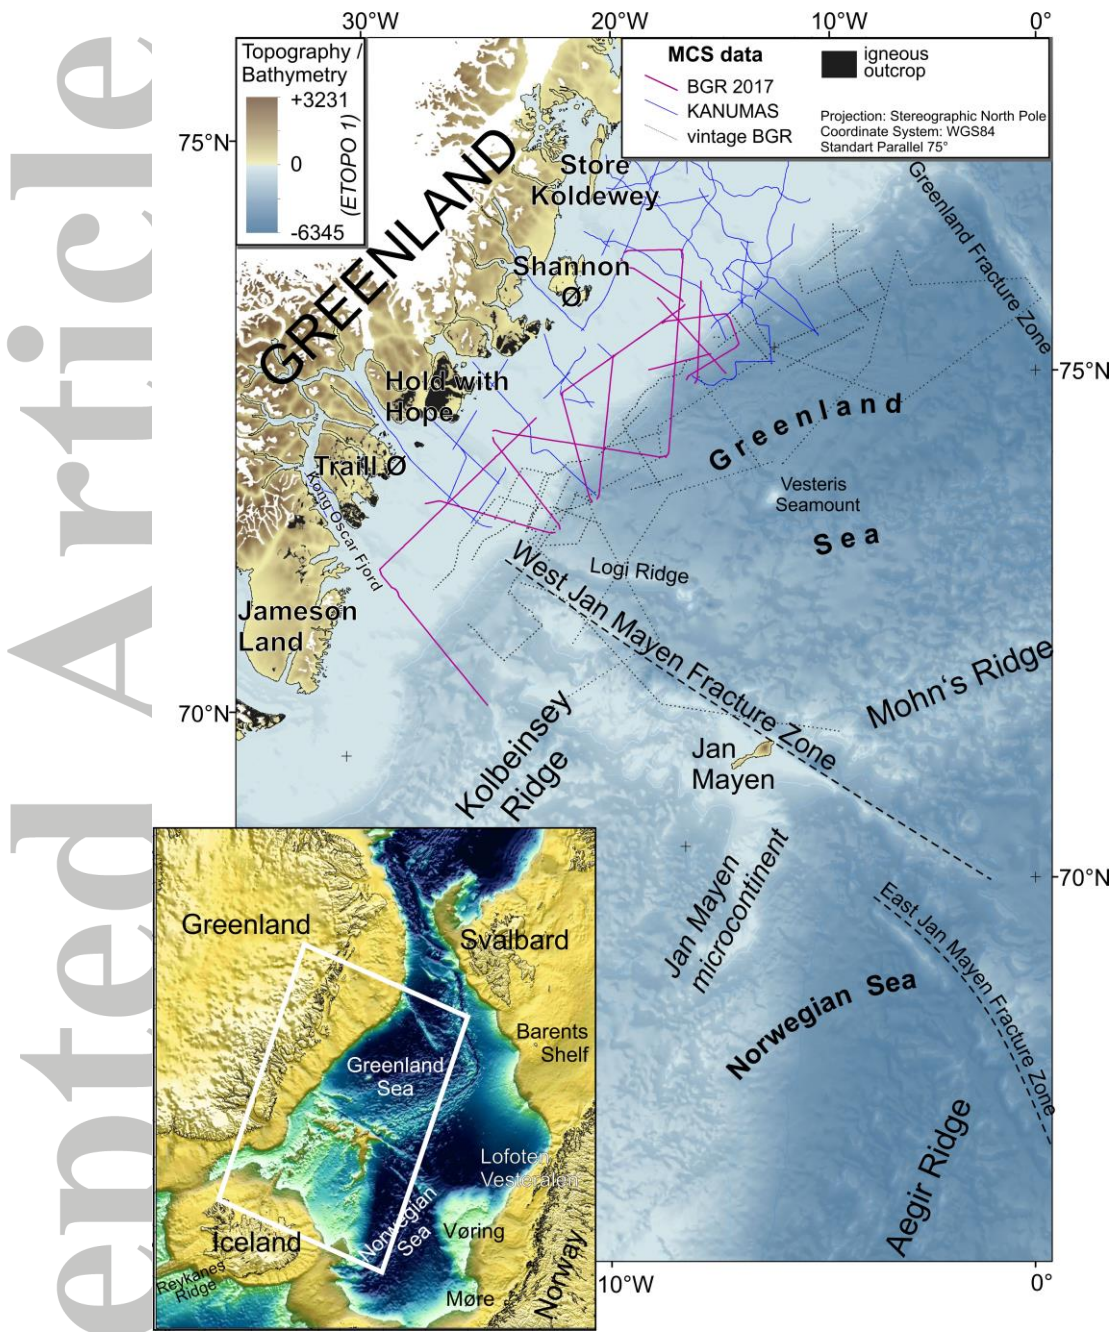 ented Article
30°W
20°W
10°W
0°
Topography /
Bathymetry
+3231
0
-6345
(ETOPO 1)
MCS data
BGR 2017
KANUMAS
vintage BGR
igneous
outcrop
Projection: Stereographic North Pole
Coordinate System: WGS84
Standart Parallel 75°
75°N
75°N
70°N
70°N
GREENLAND
Store
Koldewey
Shannon
Ø
Hold with
Hope
Traill Ø
Kong Oscar Fjord
Jameson
Land
Greenland Fracture Zone
Greenland
Sea
Vesteris
Seamount
Logi Ridge
West Jan Mayen Fracture Zone
Mohn's Ridge
Kolbeinsey
Ridge
Jan
Mayen
Jan Mayen
microcontinent
East Jan Mayen Fracture Zone
Norwegian Sea
Aegir Ridge
10°W
0°
Greenland
Svalbard
Barents
Shelf
Greenland
Sea
Lofoten
Vesterålen
Norwegian
Sea
Vøring
Iceland
Reykanes
Ridge
Møre
Norway